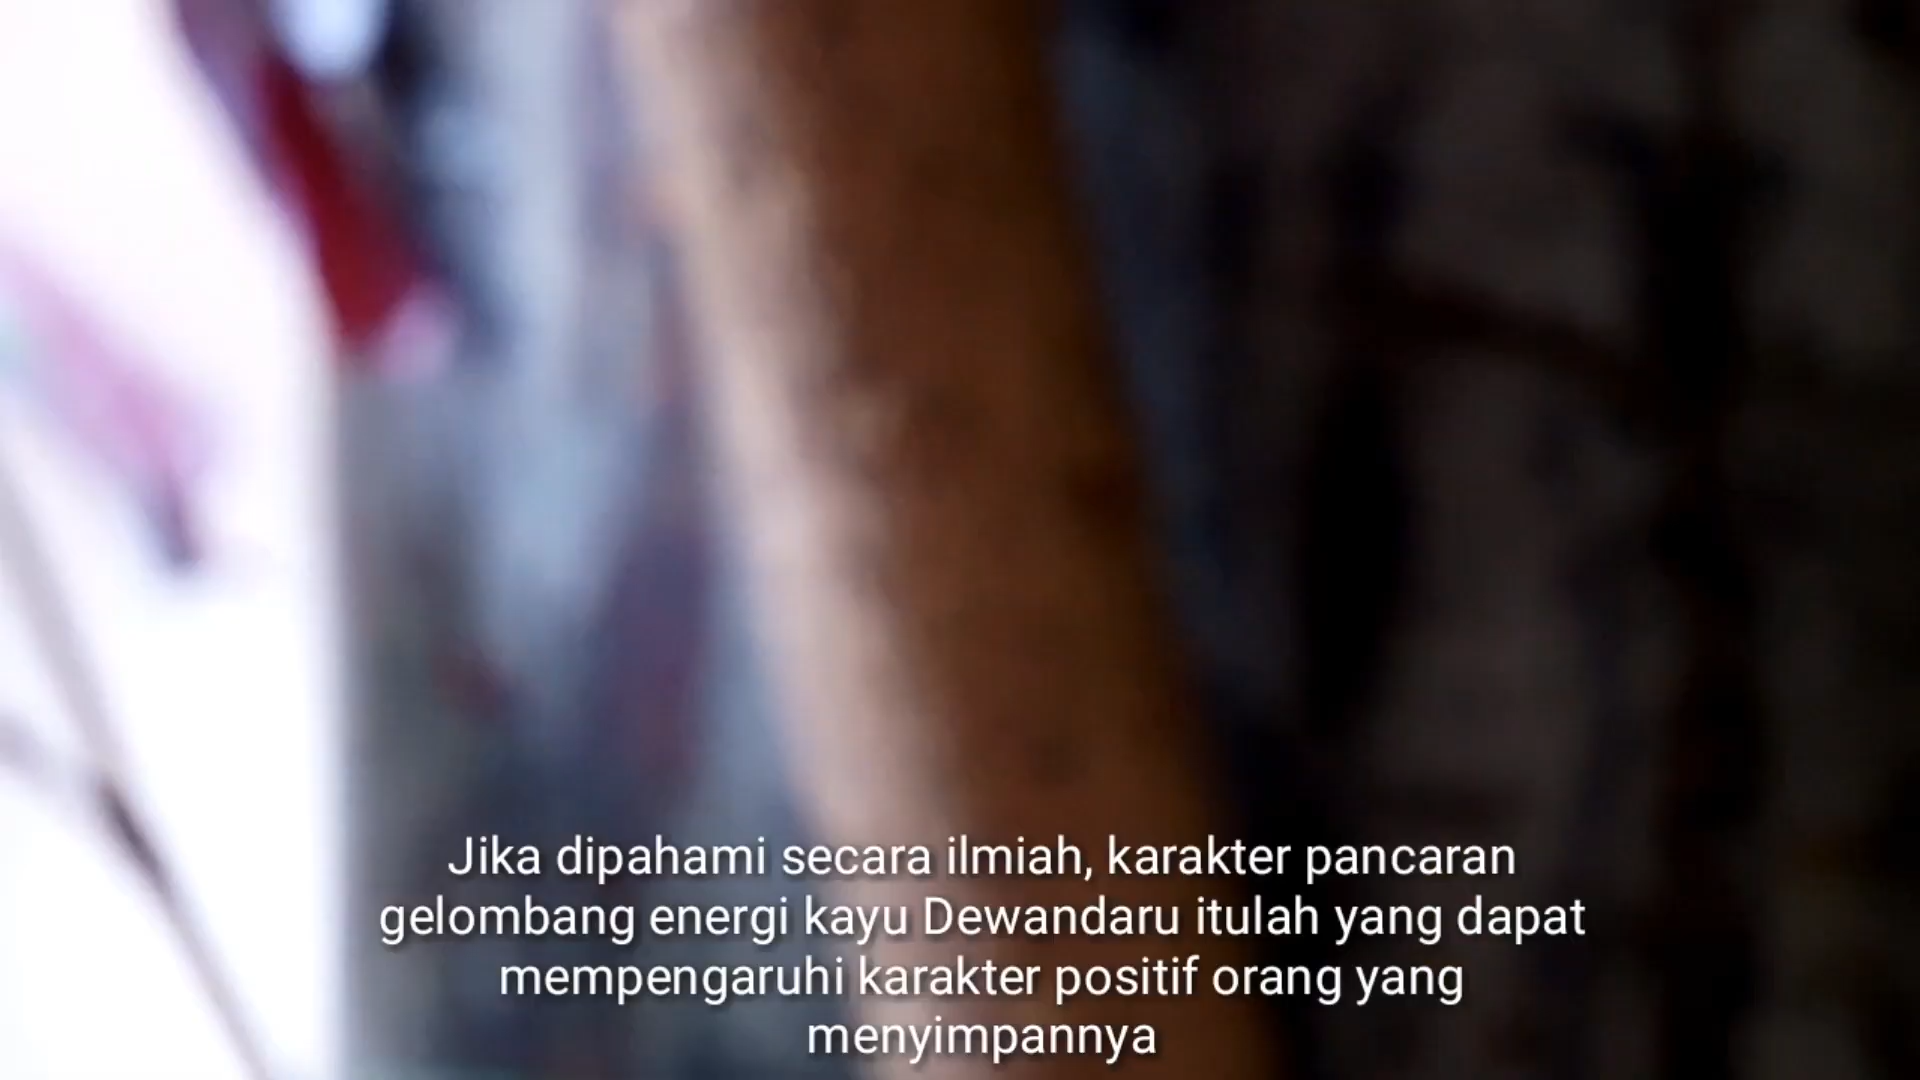 Jika dipahami secara ilmiah, karakter pancaran
gelombang energi kayu Dewandaru itulah yang dapat
mempengaruhi karakter positif orang yang
menyimpannya